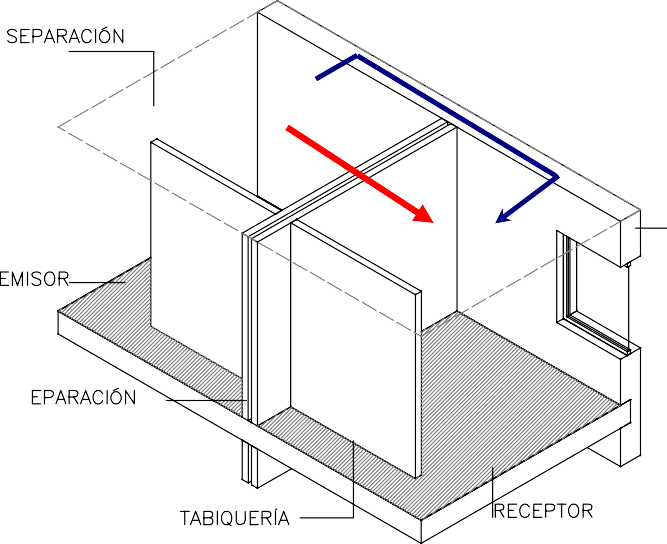 SEPARACIÓN
EMISOR
EPARACIÓN
TABIQUERÍA
RECEPTOR